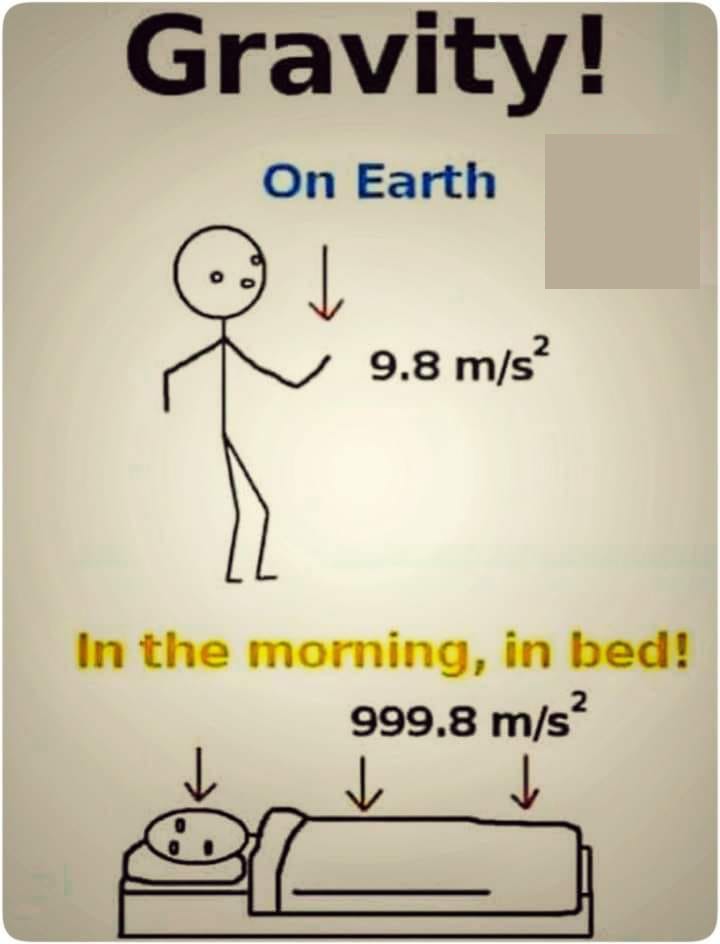 Gravity!
On Earth
9.8 m/s²
In the morning, in bed!
999.8 m/s²